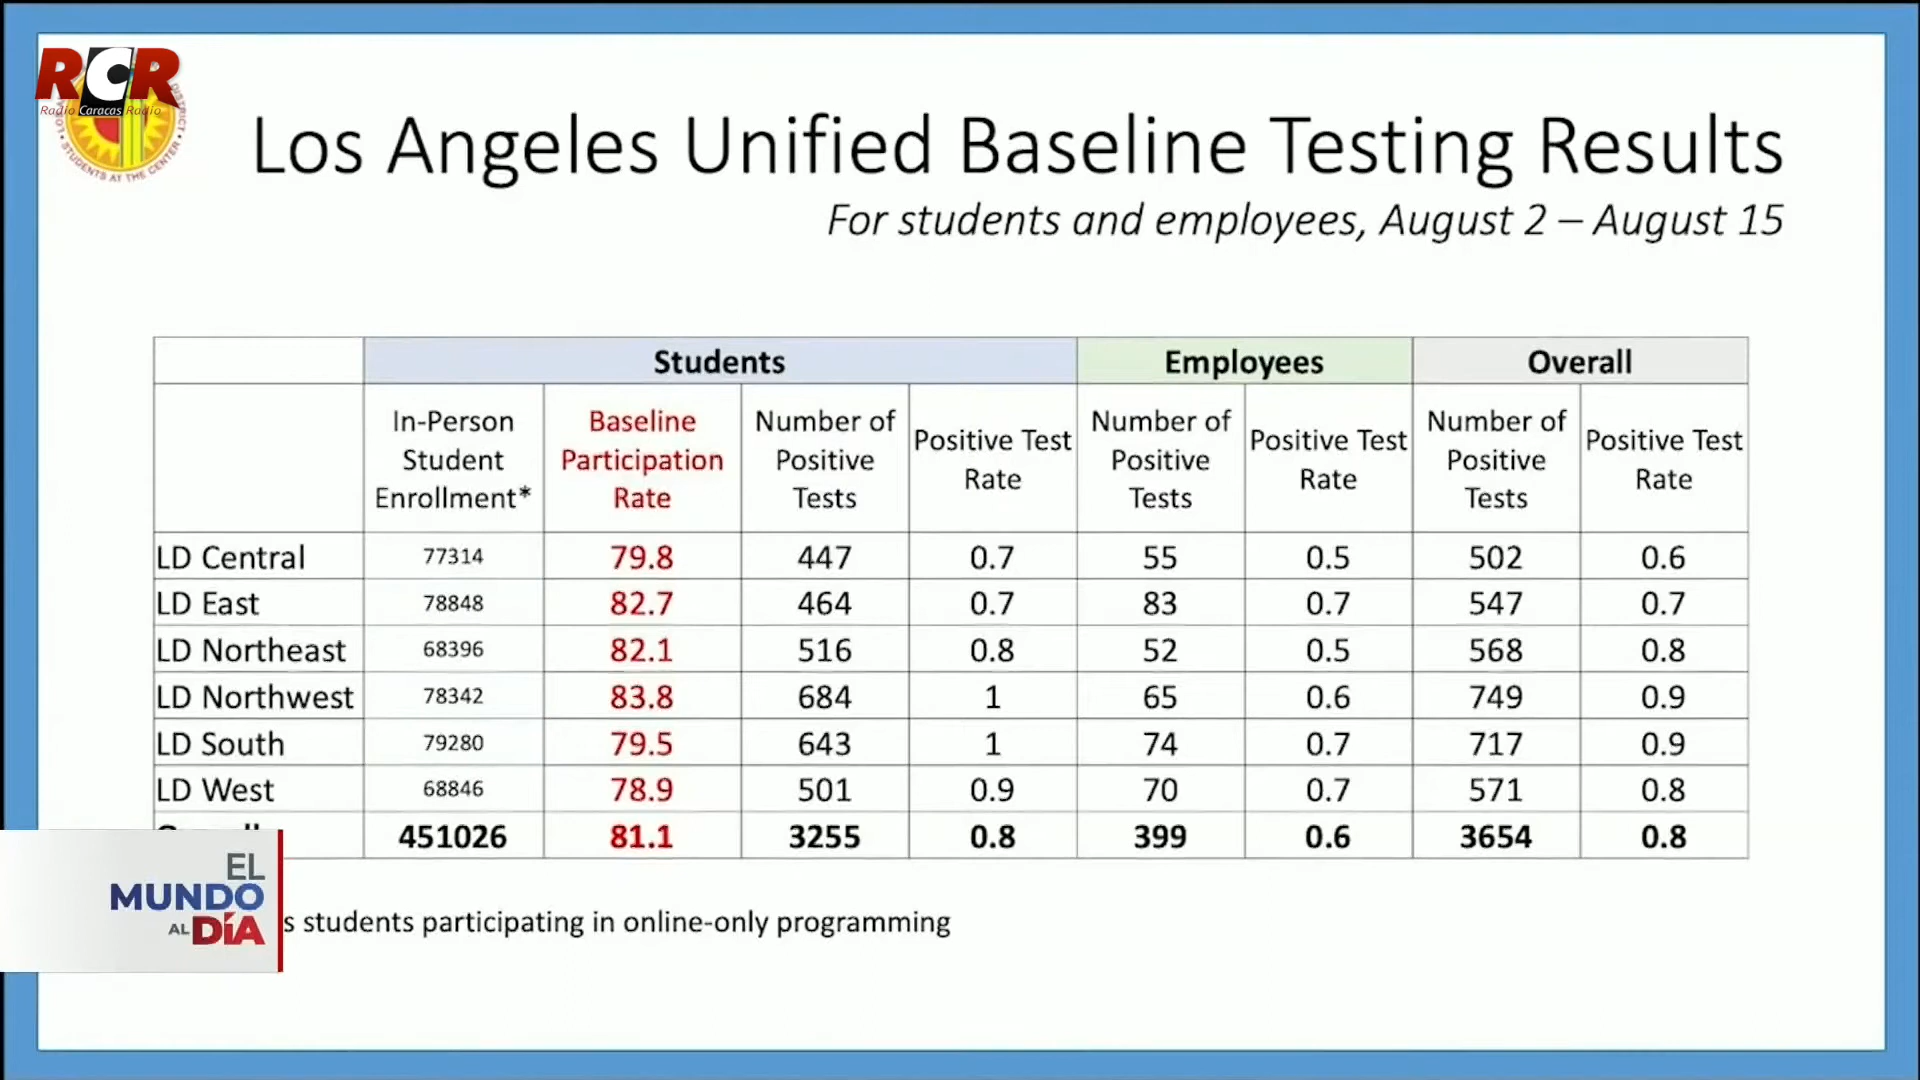 RCR
Radio Caracas Radio
STUDENTS AT THE CENTER
DISTRICT
Los Angeles Unified Baseline Testing Results
For students and employees, August 2 – August 15
Students Employees Overall
In-Person Student Enrollment* Baseline Participation Rate Number of Positive Tests Positive Test Rate Number of Positive Tests Positive Test Rate Number of Positive Tests Positive Test Rate
LD Central 77314 79.8 447 0.7 55 0.5 502 0.6
LD East 78848 82.7 464 0.7 83 0.7 547 0.7
LD Northeast 68396 82.1 516 0.8 52 0.5 568 0.8
LD Northwest 78342 83.8 684 1 65 0.6 749 0.9
LD South 79280 79.5 643 1 74 0.7 717 0.9
LD West 68846 78.9 501 0.9 70 0.7 571 0.8
451026 81.1 3255 0.8 399 0.6 3654 0.8
EL
MUNDO
AL DÍA
s students participating in online-only programming